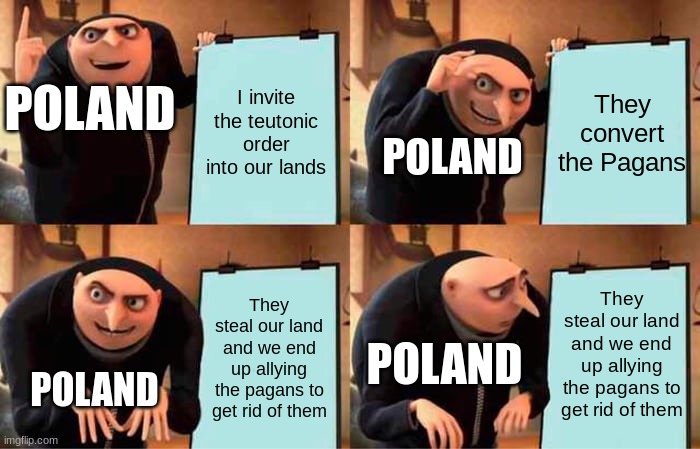 POLAND
I invite
the teutonic
order
into our lands
POLAND
They
convert
the Pagans
POLAND
They
steal our land
and we end
up allying
the pagans to
get rid of them
POLAND
They
steal our land
and we end
up allying
the pagans to
get rid of them
imgflip.com